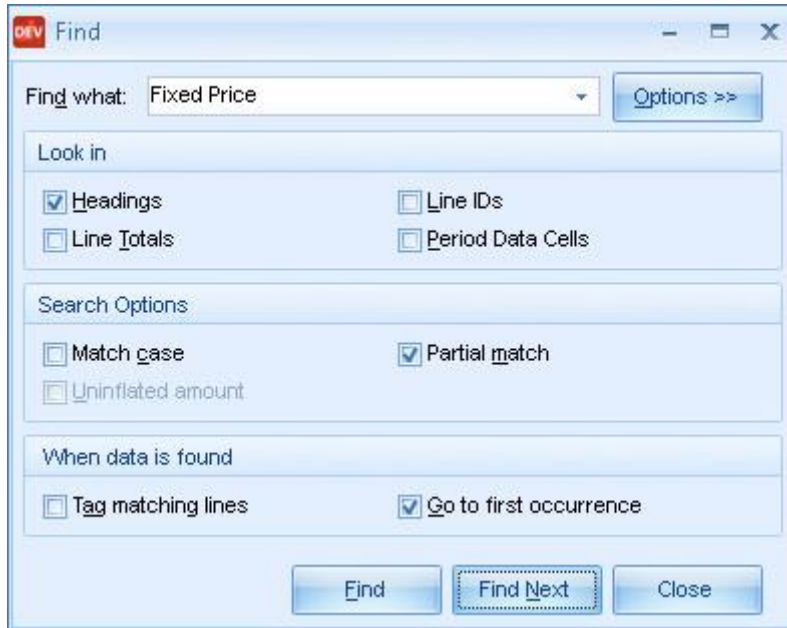 DEV Find
Find what: Fixed Price Options >>
Look in
Headings Line IDs
Line Totals Period Data Cells
Search Options
Match case Partial match
Uninflated amount
When data is found
Tag matching lines Go to first occurrence
Find Find Next Close